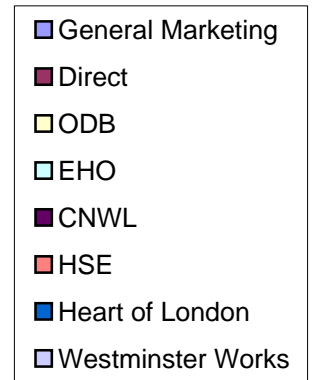 General Marketing
Direct
ODB
EHO
CNWL
HSE
Heart of London
Westminster Works